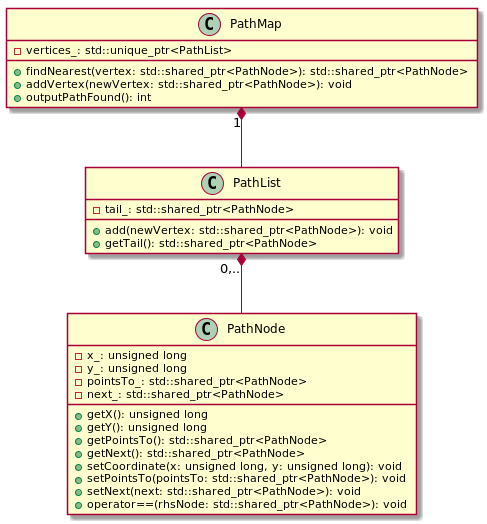 C PathMap
vertices_: std::unique_ptr<PathList>
findNearest(vertex: std::shared_ptr<PathNode>): std::shared_ptr<PathNode>
addVertex(newVertex: std::shared_ptr<PathNode>): void
outputPathFound(): int
1
C PathList
tail_: std::shared_ptr<PathNode>
add(newVertex: std::shared_ptr<PathNode>): void
getTail(): std::shared_ptr<PathNode>
0,..
C PathNode
x_: unsigned long
y_: unsigned long
pointsTo_: std::shared_ptr<PathNode>
next_: std::shared_ptr<PathNode>
getX(): unsigned long
getY(): unsigned long
getPointsTo(): std::shared_ptr<PathNode>
getNext(): std::shared_ptr<PathNode>
setCoordinate(x: unsigned long, y: unsigned long): void
setPointsTo(pointsTo: std::shared_ptr<PathNode>): void
setNext(next: std::shared_ptr<PathNode>): void
operator==(rhsNode: std::shared_ptr<PathNode>): void